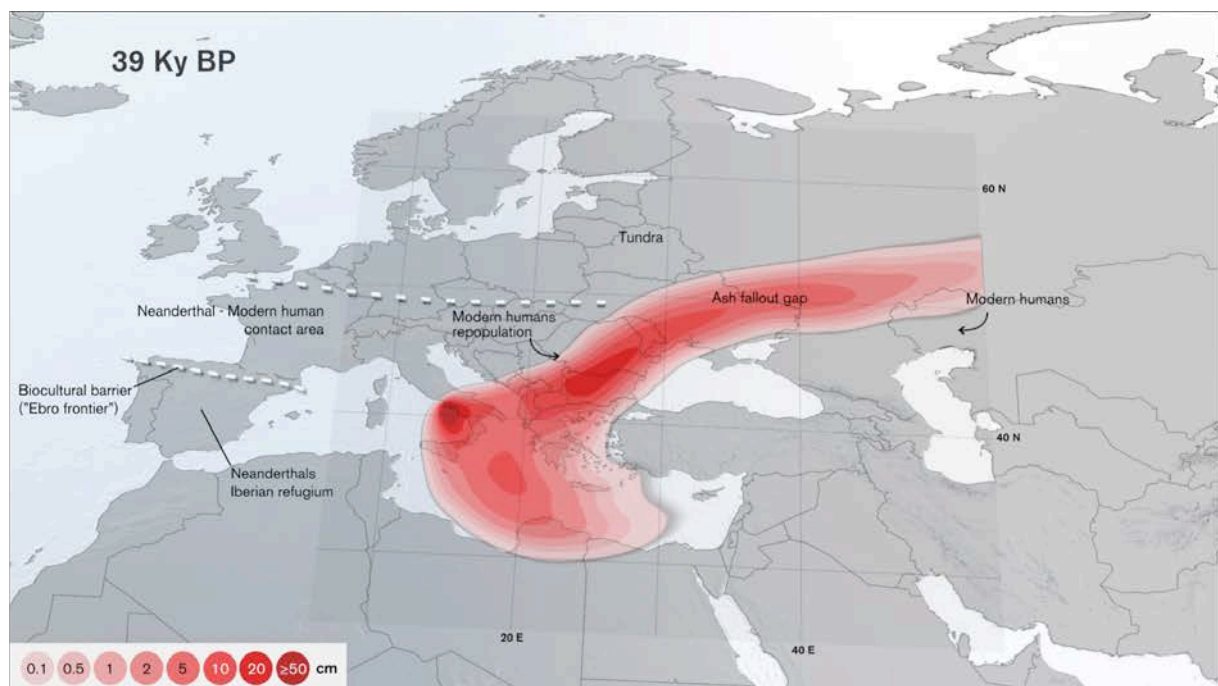 39 Ky BP
60 N
Tundra
Ash fallout gap
Modern humans
Neanderthal - Modern human
contact area
Modern humans
repopulation
Biocultural barrier
("Ebro frontier")
40 N
Neanderthals
Iberian refugium
20 E
40 E
0.1 0.5 1 2 5 10 20 ≥50 cm